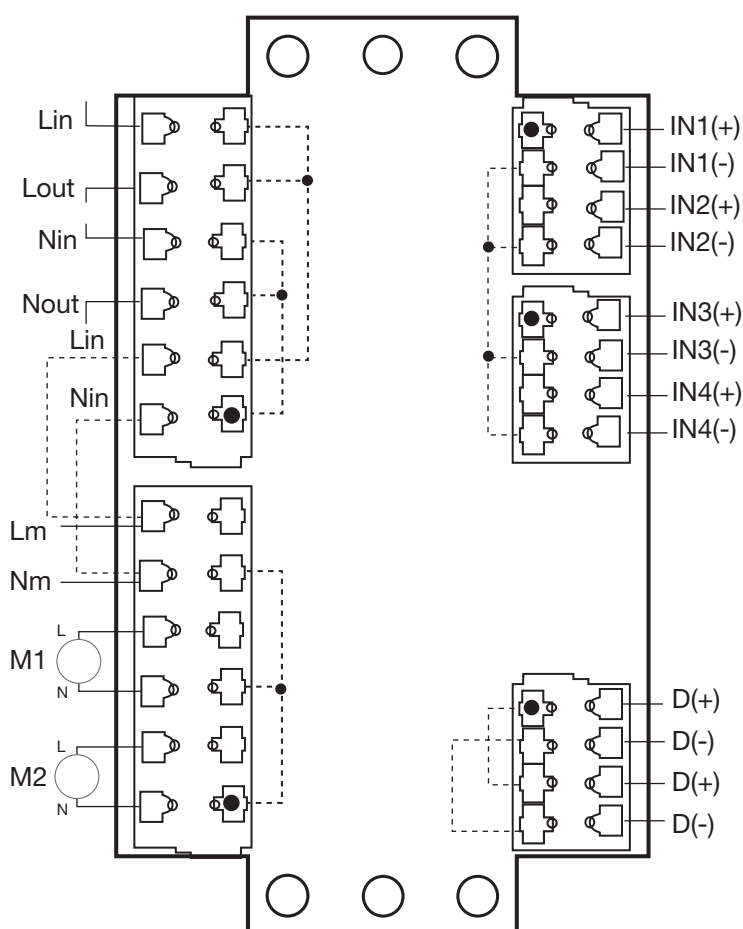 Lin
Lout
Nin
Nout
Lin
Nin
Lm
Nm
L
M1
N
L
M2
N
IN1(+)
IN1(-)
IN2(+)
IN2(-)
IN3(+)
IN3(-)
IN4(+)
IN4(-)
D(+)
D(-)
D(+)
D(-)